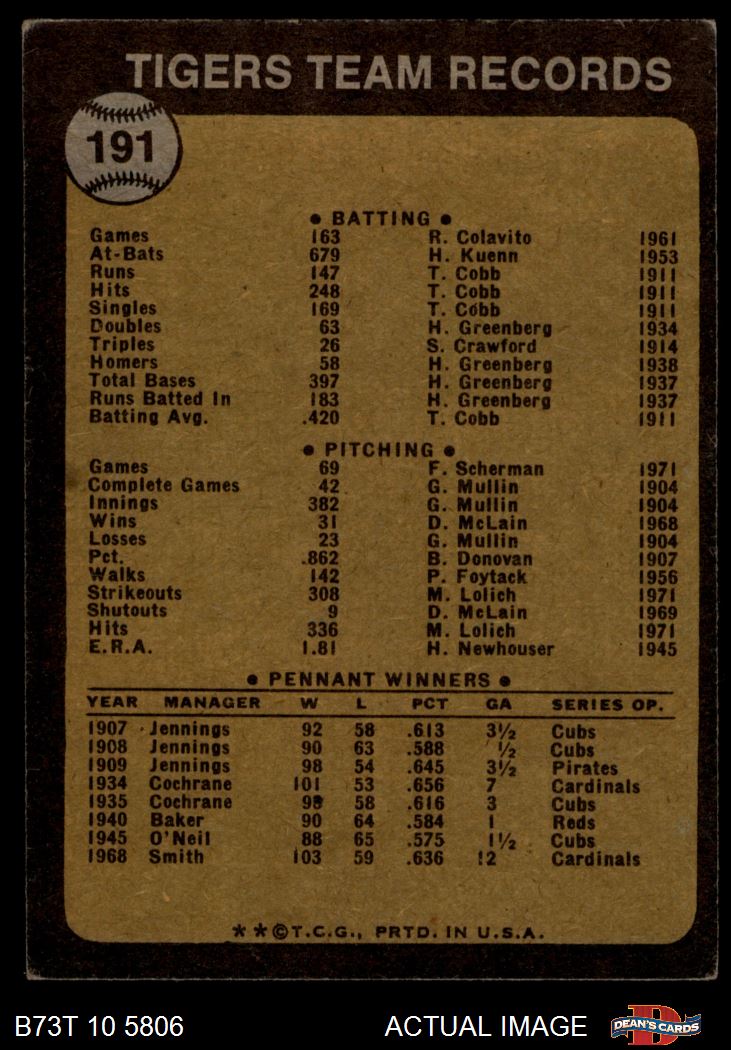 TIGERS TEAM RECORDS
191
• BATTING •
Games 163 R. Colavito 1961
At-Bats 679 H. Kuenn 1953
Runs 147 T. Cobb 1911
Hits 248 T. Cobb 1911
Singles 169 T. Cobb 1911
Doubles 63 H. Greenberg 1934
Triples 26 S. Crawford 1914
Homers 58 H. Greenberg 1938
Total Bases 397 H. Greenberg 1937
Runs Batted In 183 H. Greenberg 1937
Batting Avg. .420 T. Cobb 1911
• PITCHING •
Games 69 F. Scherman 1971
Complete Games 42 G. Mullin 1904
Innings 382 G. Mullin 1904
Wins 31 D. McLain 1968
Losses 23 G. Mullin 1904
Pct. .862 B. Donovan 1907
Walks 142 P. Foytack 1956
Strikeouts 308 M. Lolich 1971
Shutouts 9 D. McLain 1969
Hits 336 M. Lolich 1971
E.R.A. 1.81 H. Newhouser 1945
• PENNANT WINNERS •
YEAR MANAGER W L PCT GA SERIES OP.
1907 Jennings 92 58 .613 3½ Cubs
1908 Jennings 90 63 .588 ½ Cubs
1909 Jennings 98 54 .645 3½ Pirates
1934 Cochrane 101 53 .656 7 Cardinals
1935 Cochrane 93 58 .616 3 Cubs
1940 Baker 90 64 .584 1 Reds
1945 O'Neil 88 65 .575 1½ Cubs
1968 Smith 103 59 .636 12 Cardinals
* *©T.C.G., PRTD. IN U.S.A.
B73T 10 5806 ACTUAL IMAGE DEAN'S CARDS